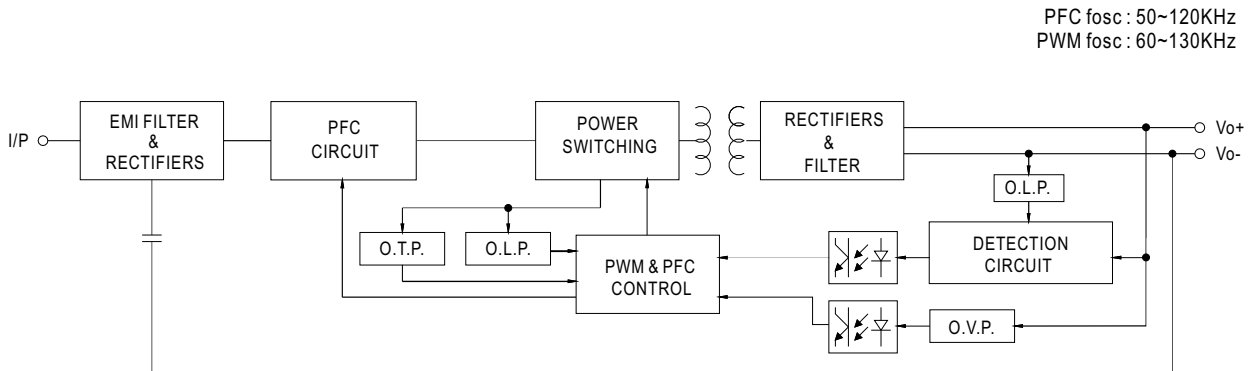 PFC fosc : 50~120KHz
PWM fosc : 60~130KHz
I/P
EMI FILTER
&
RECTIFIERS
PFC
CIRCUIT
POWER
SWITCHING
RECTIFIERS
&
FILTER
Vo+
Vo-
O.L.P.
O.T.P.
O.L.P.
PWM & PFC
CONTROL
DETECTION
CIRCUIT
O.V.P.